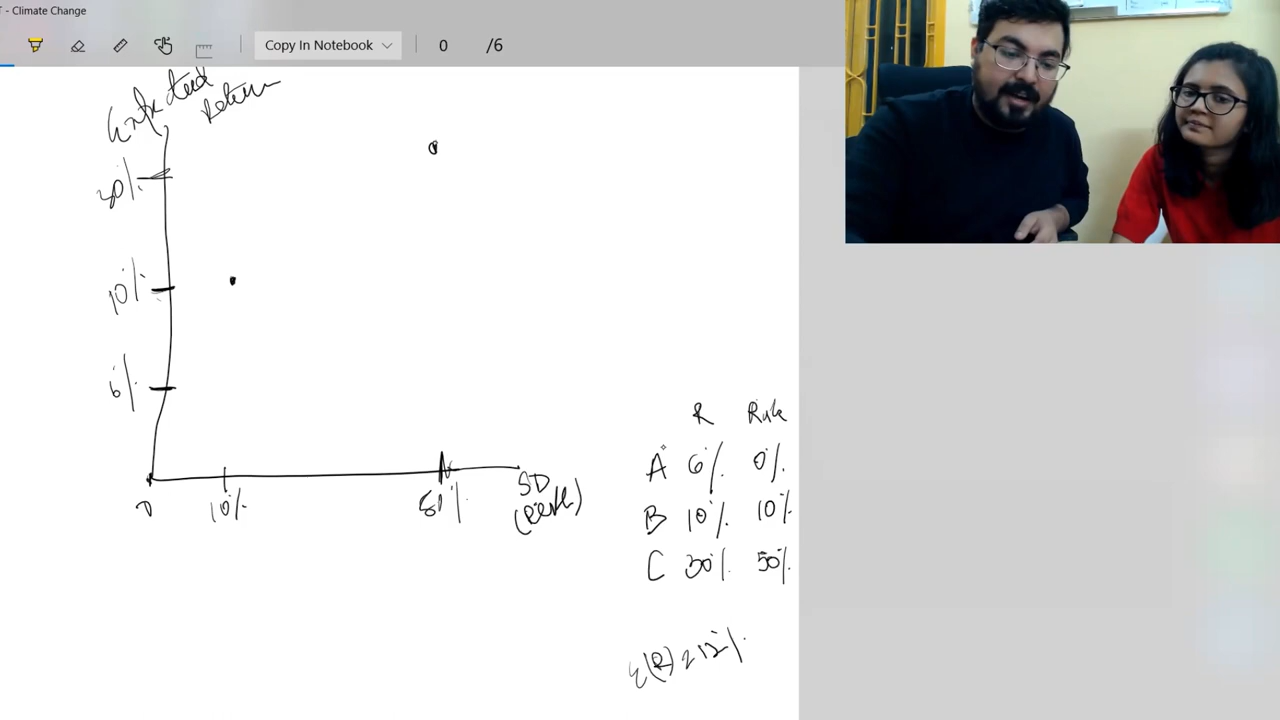 - Climate Change
Copy In Notebook
0 /6
Expected
Return
30%
10%
6%
0 10% 50% SD
(Risk)
R Risk
A 6% 0%
B 10% 10%
C 30% 50%
E(R) = 12%